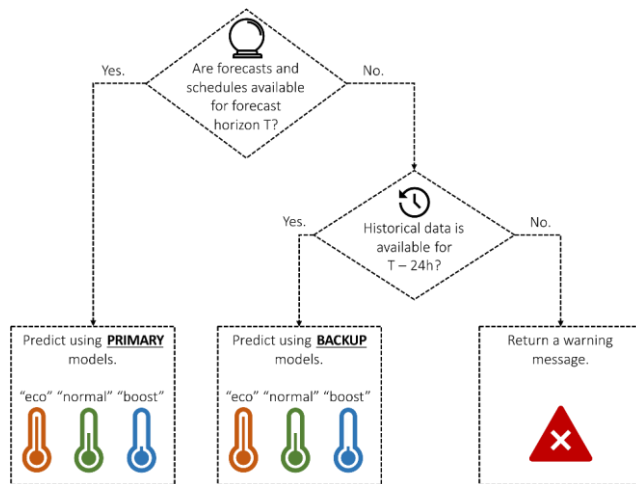 Yes.
Are forecasts and
schedules available
for forecast
horizon T?
No.
Yes.
Historical data is
available for
T – 24h?
No.
Predict using PRIMARY
models.
"eco" "normal" "boost"
Predict using BACKUP
models.
"eco" "normal" "boost"
Return a warning
message.